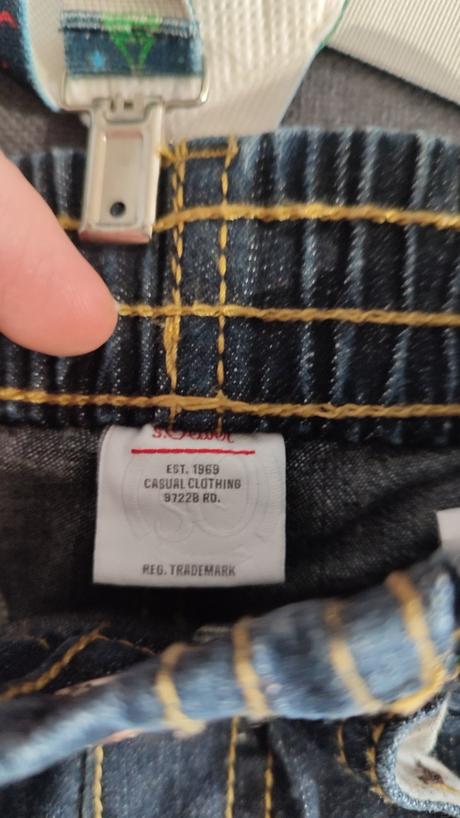 s.Oliver
EST. 1969
CASUAL CLOTHING
97228 RD.
REG. TRADEMARK